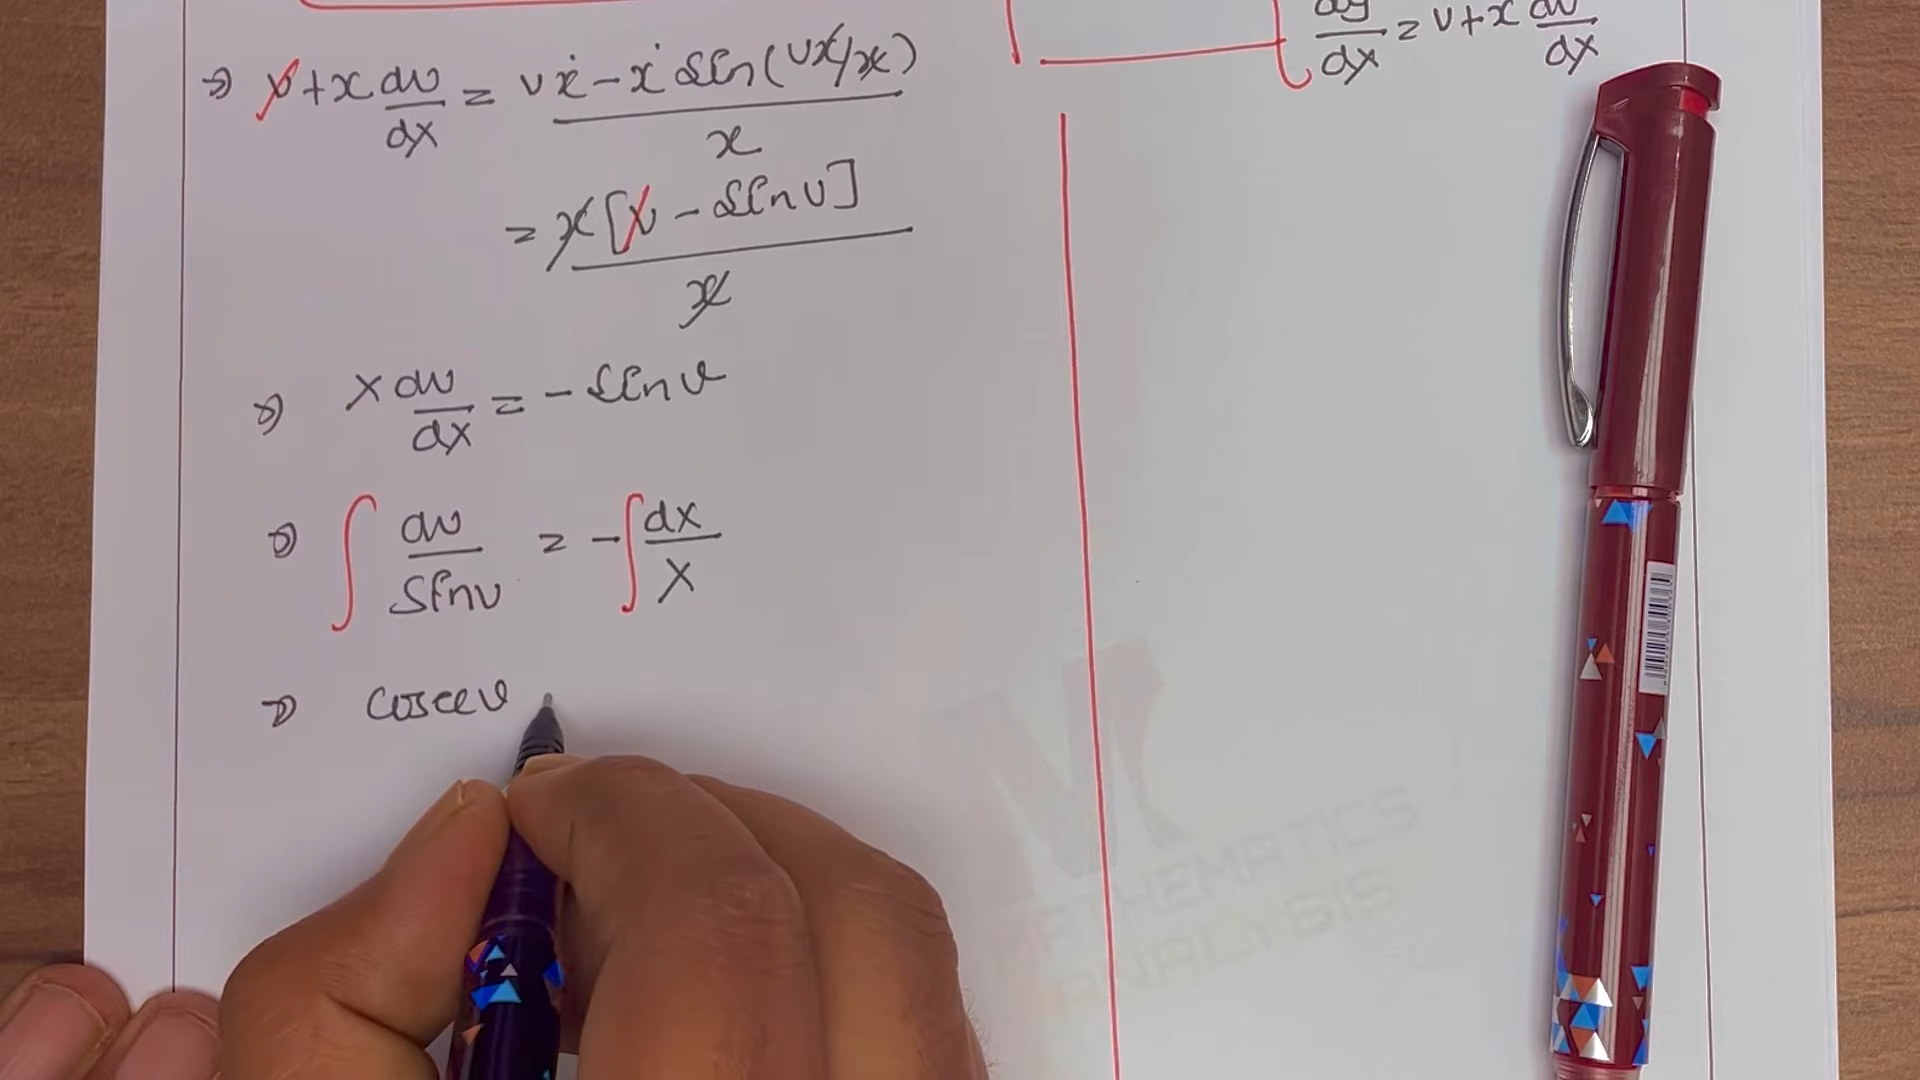 ⇒ v + x dv/dx = vx - x sin(vx/x) / x
= x[v - sin v] / x
⇒ x dv/dx = - sin v
⇒ ∫ dv/sin v = - ∫ dx/x
⇒ cosec v
dy/dx = v + x dv/dx
MATHEMATICS
ANALYSIS